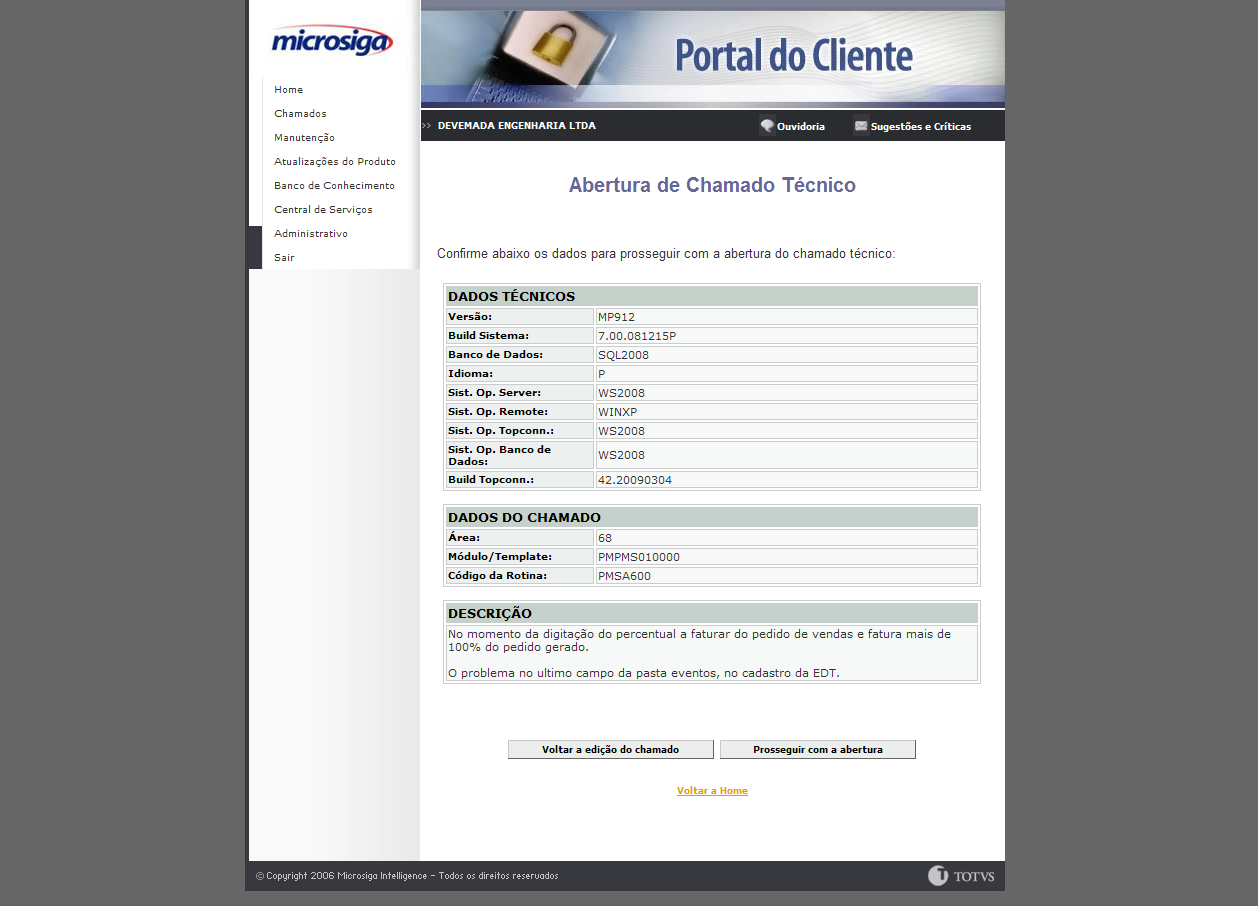 microsiga
Portal do Cliente
Home
Chamados
Manutenção
Atualizações do Produto
Banco de Conhecimento
Central de Serviços
Administrativo
Sair
>> DEVEMADA ENGENHARIA LTDA
Ouvidoria
Sugestões e Críticas
Abertura de Chamado Técnico
Confirme abaixo os dados para prosseguir com a abertura do chamado técnico:
DADOS TÉCNICOS
Versão: MP912
Build Sistema: 7.00.081215P
Banco de Dados: SQL2008
Idioma: P
Sist. Op. Server: WS2008
Sist. Op. Remote: WINXP
Sist. Op. Topconn.: WS2008
Sist. Op. Banco de
Dados: WS2008
Build Topconn.: 42.20090304
DADOS DO CHAMADO
Área: 68
Módulo/Template: PMPMS010000
Código da Rotina: PMSA600
DESCRIÇÃO
No momento da digitação do percentual a faturar do pedido de vendas e fatura mais de
100% do pedido gerado.
O problema no ultimo campo da pasta eventos, no cadastro da EDT.
Voltar a edição do chamado
Prosseguir com a abertura
Voltar a Home
© Copyright 2006 Microsiga Intelligence - Todos os direitos reservados
TOTVS